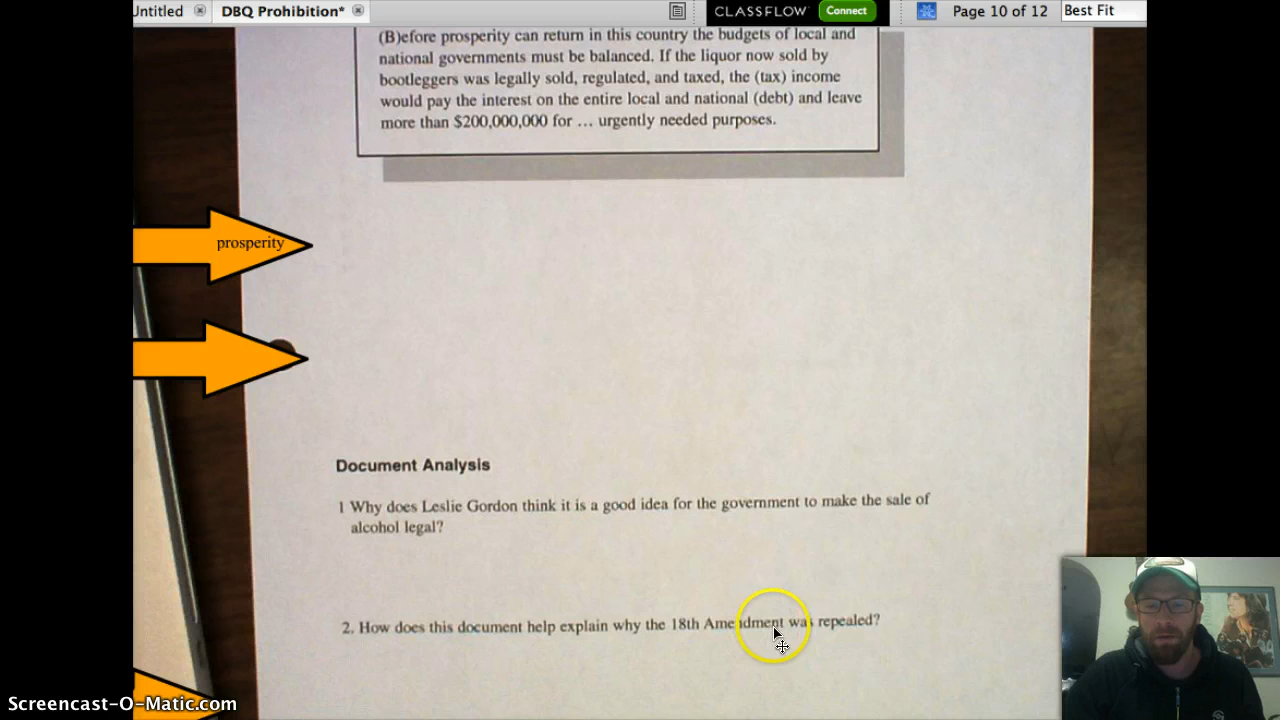 Untitled
DBQ Prohibition*
CLASSFLOW
Connect
Page 10 of 12
Best Fit
(B)efore prosperity can return in this country the budgets of local and
national governments must be balanced. If the liquor now sold by
bootleggers was legally sold, regulated, and taxed, the (tax) income
would pay the interest on the entire local and national (debt) and leave
more than $200,000,000 for … urgently needed purposes.
prosperity
Document Analysis
1 Why does Leslie Gordon think it is a good idea for the government to make the sale of
alcohol legal?
2. How does this document help explain why the 18th Amendment was repealed?
Screencast-O-Matic.com